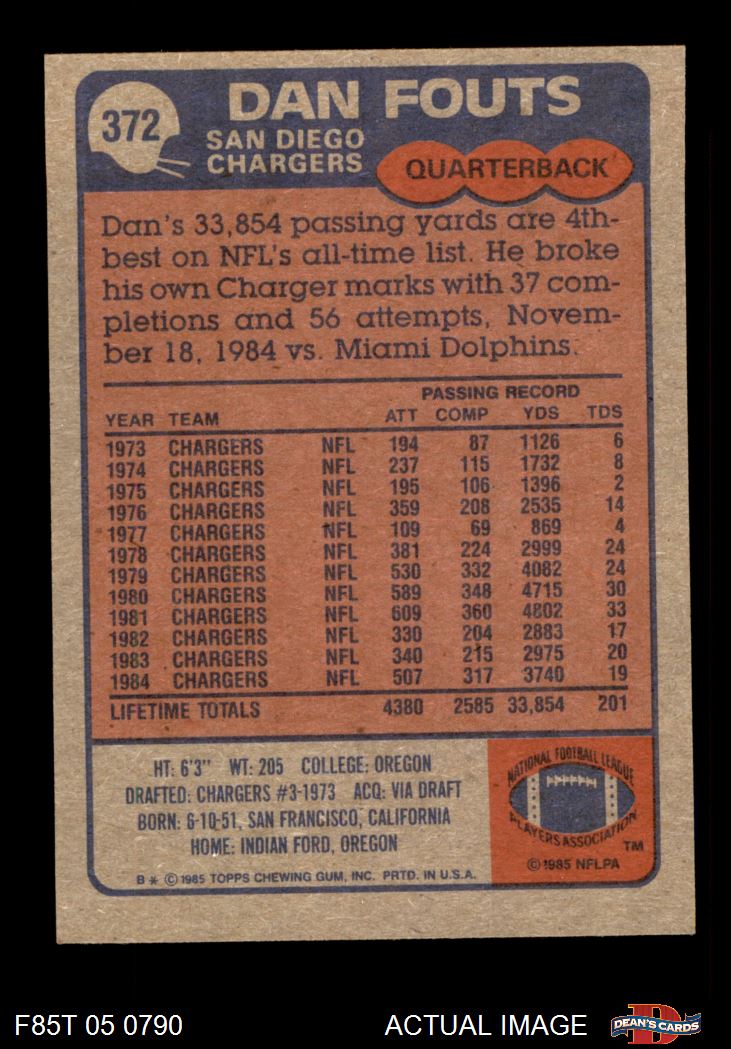 372
DAN FOUTS
SAN DIEGO
CHARGERS
QUARTERBACK
Dan's 33,854 passing yards are 4th-
best on NFL's all-time list. He broke
his own Charger marks with 37 com-
pletions and 56 attempts, Novem-
ber 18, 1984 vs. Miami Dolphins.
PASSING RECORD
YEAR TEAM ATT COMP YDS TDS
1973 CHARGERS NFL 194 87 1126 6
1974 CHARGERS NFL 237 115 1732 8
1975 CHARGERS NFL 195 106 1396 2
1976 CHARGERS NFL 359 208 2535 14
1977 CHARGERS NFL 109 69 869 4
1978 CHARGERS NFL 381 224 2999 24
1979 CHARGERS NFL 530 332 4082 24
1980 CHARGERS NFL 589 348 4715 30
1981 CHARGERS NFL 609 360 4802 33
1982 CHARGERS NFL 330 204 2883 17
1983 CHARGERS NFL 340 215 2975 20
1984 CHARGERS NFL 507 317 3740 19
LIFETIME TOTALS 4380 2585 33,854 201
HT: 6'3" WT: 205 COLLEGE: OREGON
DRAFTED: CHARGERS #3-1973 ACQ: VIA DRAFT
BORN: 6-10-51, SAN FRANCISCO, CALIFORNIA
HOME: INDIAN FORD, OREGON
B * © 1985 TOPPS CHEWING GUM, INC. PRTD. IN U.S.A.
NATIONAL FOOTBALL LEAGUE
PLAYERS ASSOCIATION
TM
© 1985 NFLPA
F85T 05 0790
ACTUAL IMAGE
D
DEAN'S CARDS